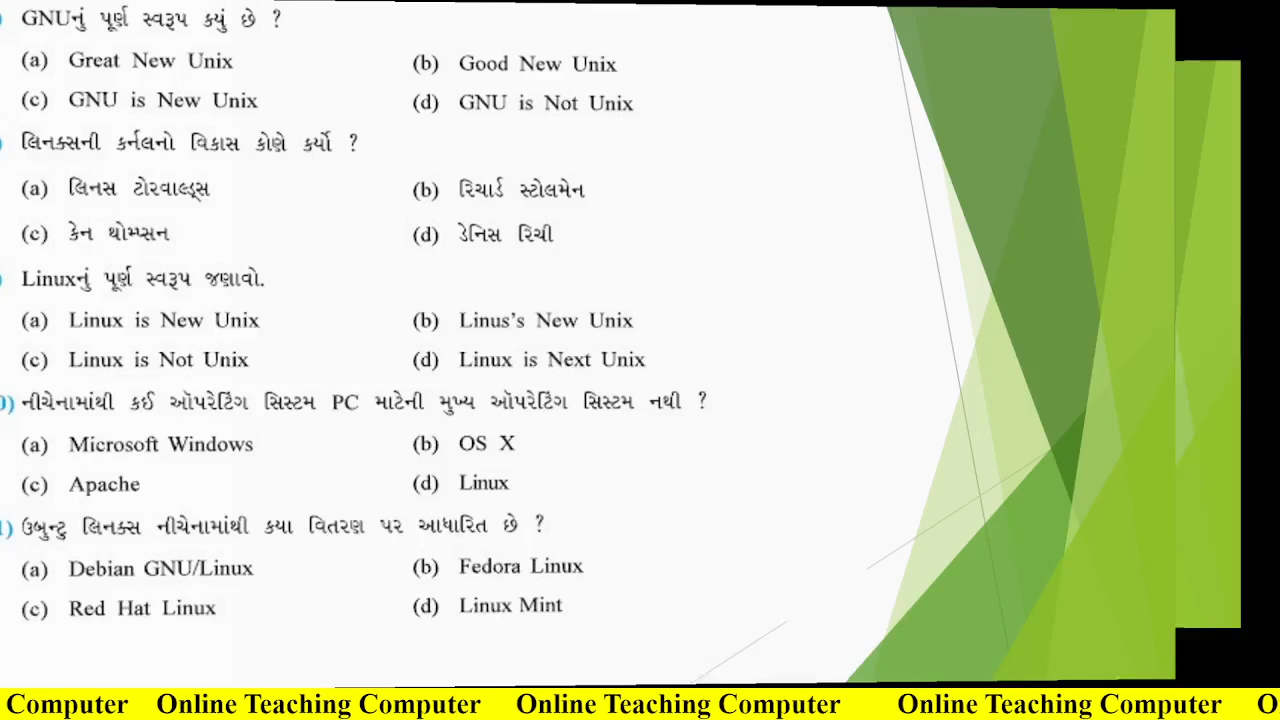 ) GNUનું પૂર્ણ સ્વરૂપ કયું છે ?
(a) Great New Unix (b) Good New Unix
(c) GNU is New Unix (d) GNU is Not Unix
) લિનક્સની કર્નલનો વિકાસ કોણે કર્યો ?
(a) લિનસ ટોરવાલ્ડ્સ (b) રિચાર્ડ સ્ટોલમેન
(c) કેન થોમ્પ્સન (d) ડેનિસ રિચી
) Linuxનું પૂર્ણ સ્વરૂપ જણાવો.
(a) Linux is New Unix (b) Linus's New Unix
(c) Linux is Not Unix (d) Linux is Next Unix
0) નીચેનામાંથી કઈ ઑપરેટિંગ સિસ્ટમ PC માટેની મુખ્ય ઑપરેટિંગ સિસ્ટમ નથી ?
(a) Microsoft Windows (b) OS X
(c) Apache (d) Linux
1) ઉબુન્ટુ લિનક્સ નીચેનામાંથી કયા વિતરણ પર આધારિત છે ?
(a) Debian GNU/Linux (b) Fedora Linux
(c) Red Hat Linux (d) Linux Mint
Computer Online Teaching Computer Online Teaching Computer Online Teaching Computer O